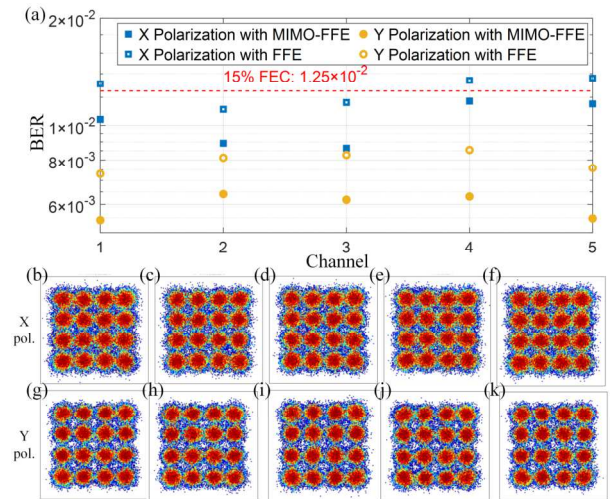 (a)
2×10⁻²
X Polarization with MIMO-FFE Y Polarization with MIMO-FFE
X Polarization with FFE Y Polarization with FFE
15% FEC: 1.25×10⁻²
BER
1×10⁻²
8×10⁻³
6×10⁻³
1 2 3 4 5
Channel
(b) (c) (d) (e) (f)
X
pol.
(g) (h) (i) (j) (k)
Y
pol.